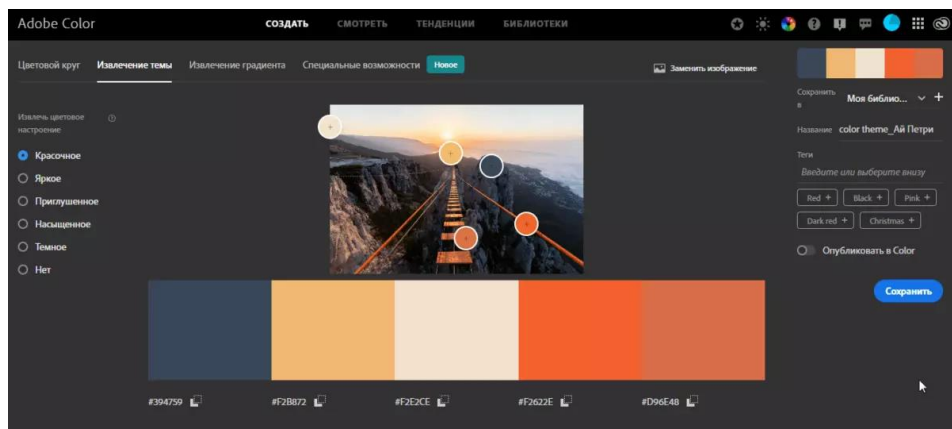 Adobe Color
СОЗДАТЬ СМОТРЕТЬ ТЕНДЕНЦИИ БИБЛИОТЕКИ
Цветовой круг Извлечение темы Извлечение градиента Специальные возможности Новое
Заменить изображение
Извлечь цветовое
настроение
Красочное
Яркое
Приглушенное
Насыщенное
Темное
Нет
#394759 #F2B872 #F2E2CE #F2622E #D96E48
Сохранить
в
Моя библио...
Название color theme_Ай Петри
Теги
Введите или выберите внизу
Red + Black + Pink +
Dark red + Christmas +
Опубликовать в Color
Сохранить